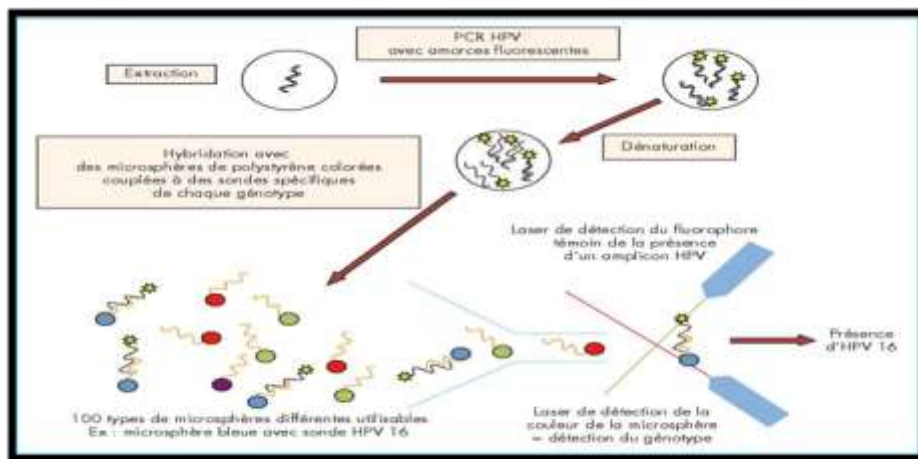 PCR HPV
avec amorces fluorescentes
Extraction
Dénaturation
Hybridation avec
des microsphères de polystyrène colorées
couplées à des sondes spécifiques
de chaque génotype
Laser de détection du fluorophore
témoin de la présence
d'un amplicon HPV
Présence
d'HPV 16
100 types de microsphères différentes utilisables
Ex : microsphère bleue avec sonde HPV 16
Laser de détection de la
couleur de la microsphère
= détection du génotype